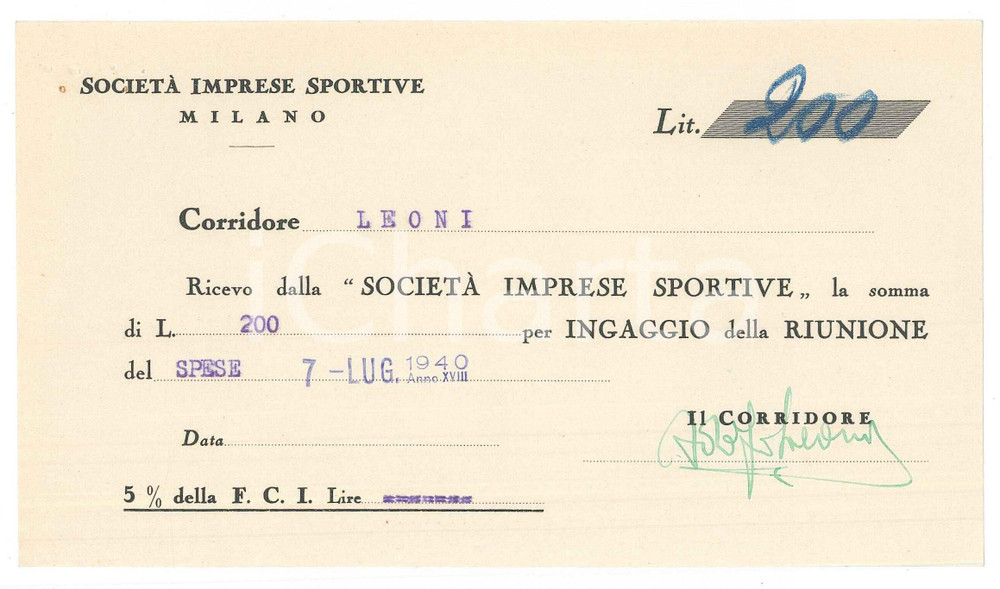 SOCIETÀ IMPRESE SPORTIVE
MILANO
Lit. 200
Corridore LEONI
Ricevo dalla “SOCIETÀ IMPRESE SPORTIVE„ la somma
di L. 200 per INGAGGIO della RIUNIONE
del SPESE 7 - LUG. 1940 Anno XVIII
Il CORRIDORE
Data
5 % della F. C. I. Lire
iCharta